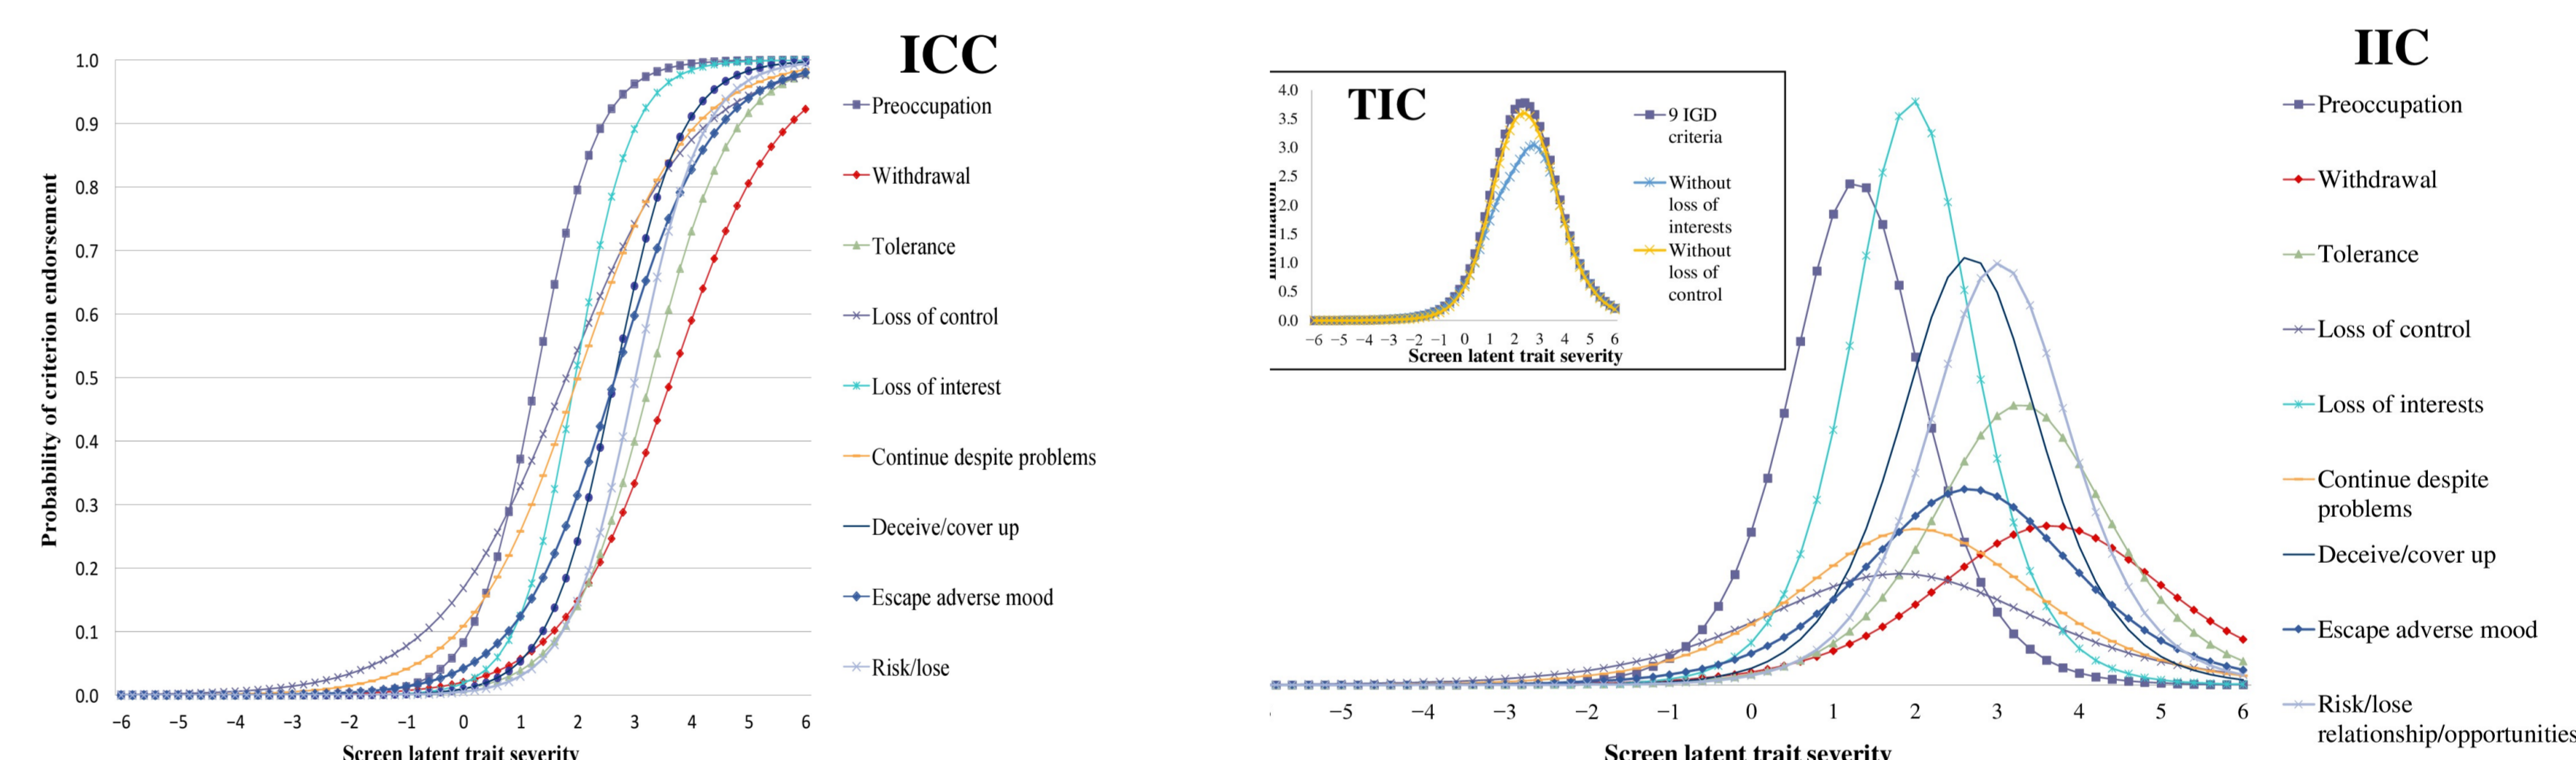 ICC
1.0
0.9
0.8
0.7
0.6
0.5
0.4
0.3
0.2
0.1
0.0
Probability of criterion endorsement
−6 −5 −4 −3 −2 −1 0 1 2 3 4 5 6
Screen latent trait severity
Preoccupation
Withdrawal
Tolerance
Loss of control
Loss of interest
Continue despite problems
Deceive/cover up
Escape adverse mood
Risk/lose
TIC
4.0
3.5
3.0
2.5
2.0
1.5
1.0
0.5
0.0
−6 −5 −4 −3 −2 −1 0 1 2 3 4 5 6
Screen latent trait severity
9 IGD
criteria
Without
loss of
interests
Without
loss of
control
IIC
−5 −4 −3 −2 −1 0 1 2 3 4 5 6
Screen latent trait severity
Preoccupation
Withdrawal
Tolerance
Loss of control
Loss of interests
Continue despite
problems
Deceive/cover up
Escape adverse mood
Risk/lose
relationship/opportunities